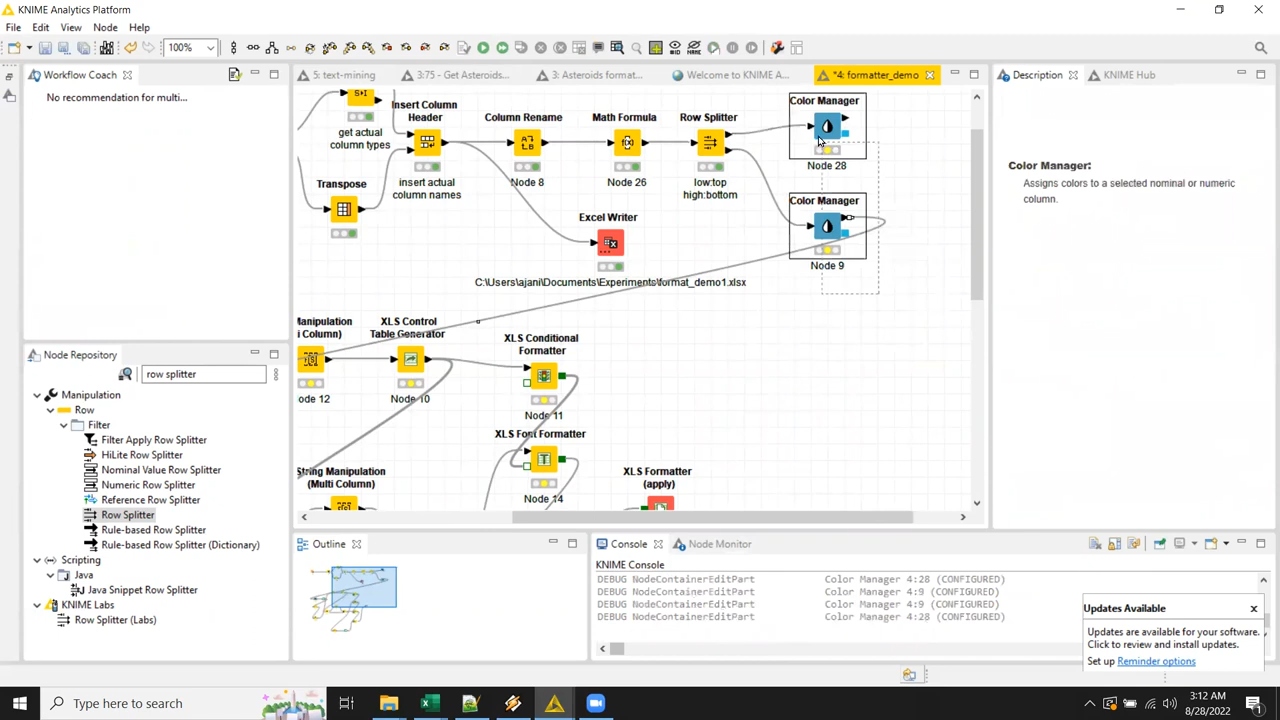 KNIME Analytics Platform
File Edit View Node Help
100%
Workflow Coach
No recommendation for multi...
5: text-mining
3:75 - Get Asteroids...
3: Asteroids format...
Welcome to KNIME A...
*4: formatter_demo
Description
KNIME Hub
S+I
get actual
column types
Insert Column
Header
insert actual
column names
Column Rename
Node 8
Math Formula
f(x)
Node 26
Row Splitter
low:top
high:bottom
Color Manager
Node 28
Color Manager
Node 9
Transpose
Excel Writer
C:\Users\ajani\Documents\Experiments\format_demo1.xlsx
Manipulation
i Column)
ode 12
XLS Control
Table Generator
Node 10
XLS Conditional
Formatter
Node 11
XLS Font Formatter
Node 14
String Manipulation
(Multi Column)
XLS Formatter
(apply)
Color Manager:
Assigns colors to a selected nominal or numeric
column.
Node Repository
row splitter
Manipulation
Row
Filter
Filter Apply Row Splitter
HiLite Row Splitter
Nominal Value Row Splitter
Numeric Row Splitter
Reference Row Splitter
Row Splitter
Rule-based Row Splitter
Rule-based Row Splitter (Dictionary)
Scripting
Java
Java Snippet Row Splitter
KNIME Labs
Row Splitter (Labs)
Outline
Console
Node Monitor
KNIME Console
DEBUG NodeContainerEditPart Color Manager 4:28 (CONFIGURED)
DEBUG NodeContainerEditPart Color Manager 4:9 (CONFIGURED)
DEBUG NodeContainerEditPart Color Manager 4:9 (CONFIGURED)
DEBUG NodeContainerEditPart Color Manager 4:28 (CONFIGURED)
Updates Available
Updates are available for your software.
Click to review and install updates.
Set up Reminder options
Type here to search
3:12 AM
8/28/2022